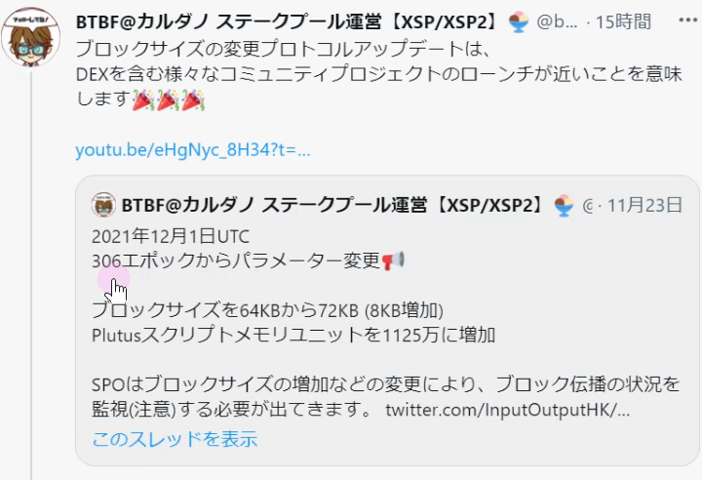 BTBF@カルダノ ステークプール運営【XSP/XSP2】 @b... · 15時間
ブロックサイズの変更プロトコルアップデートは、
DEXを含む様々なコミュニティプロジェクトのローンチが近いことを意味
します🎉🎉🎉
youtu.be/eHgNyc_8H34?t=...
BTBF@カルダノ ステークプール運営【XSP/XSP2】 @ · 11月23日
2021年12月1日UTC
306エポックからパラメーター変更📢
ブロックサイズを64KBから72KB (8KB増加)
Plutusスクリプトメモリユニットを1125万に増加
SPOはブロックサイズの増加などの変更により、ブロック伝播の状況を
監視(注意)する必要が出てきます。 twitter.com/InputOutputHK/...
このスレッドを表示